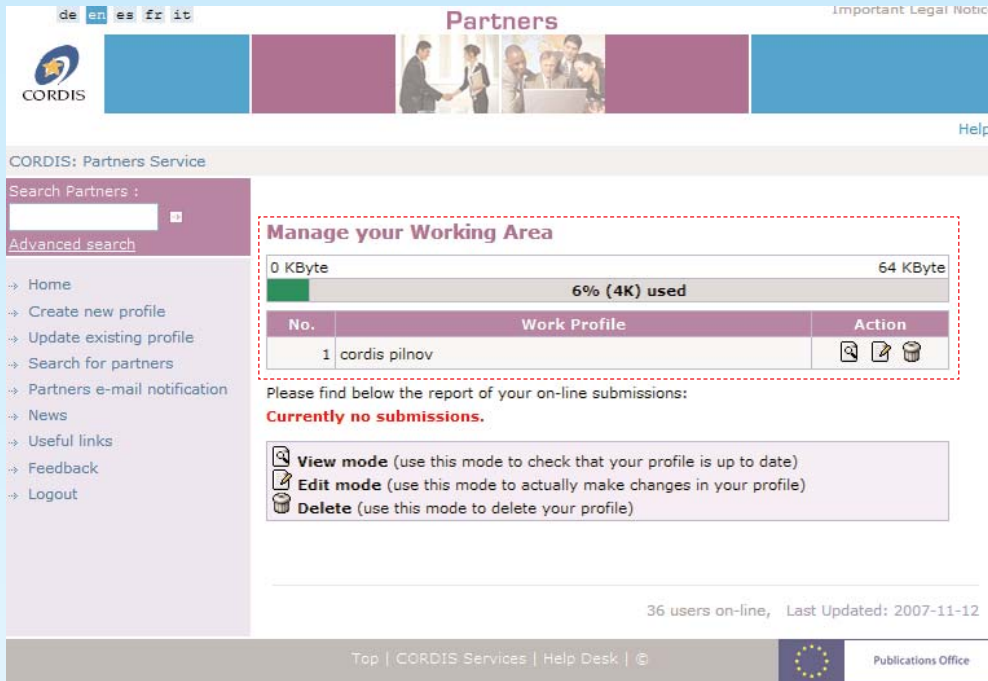 de en es fr it
Partners
Important Legal Notic
CORDIS
Help
CORDIS: Partners Service
Search Partners :
Advanced search
Home
Create new profile
Update existing profile
Search for partners
Partners e-mail notification
News
Useful links
Feedback
Logout
Manage your Working Area
0 KByte 64 KByte
6% (4K) used
No. Work Profile Action
1 cordis pilnov
Please find below the report of your on-line submissions:
Currently no submissions.
View mode (use this mode to check that your profile is up to date)
Edit mode (use this mode to actually make changes in your profile)
Delete (use this mode to delete your profile)
36 users on-line, Last Updated: 2007-11-12
Top | CORDIS Services | Help Desk | ©
Publications Office